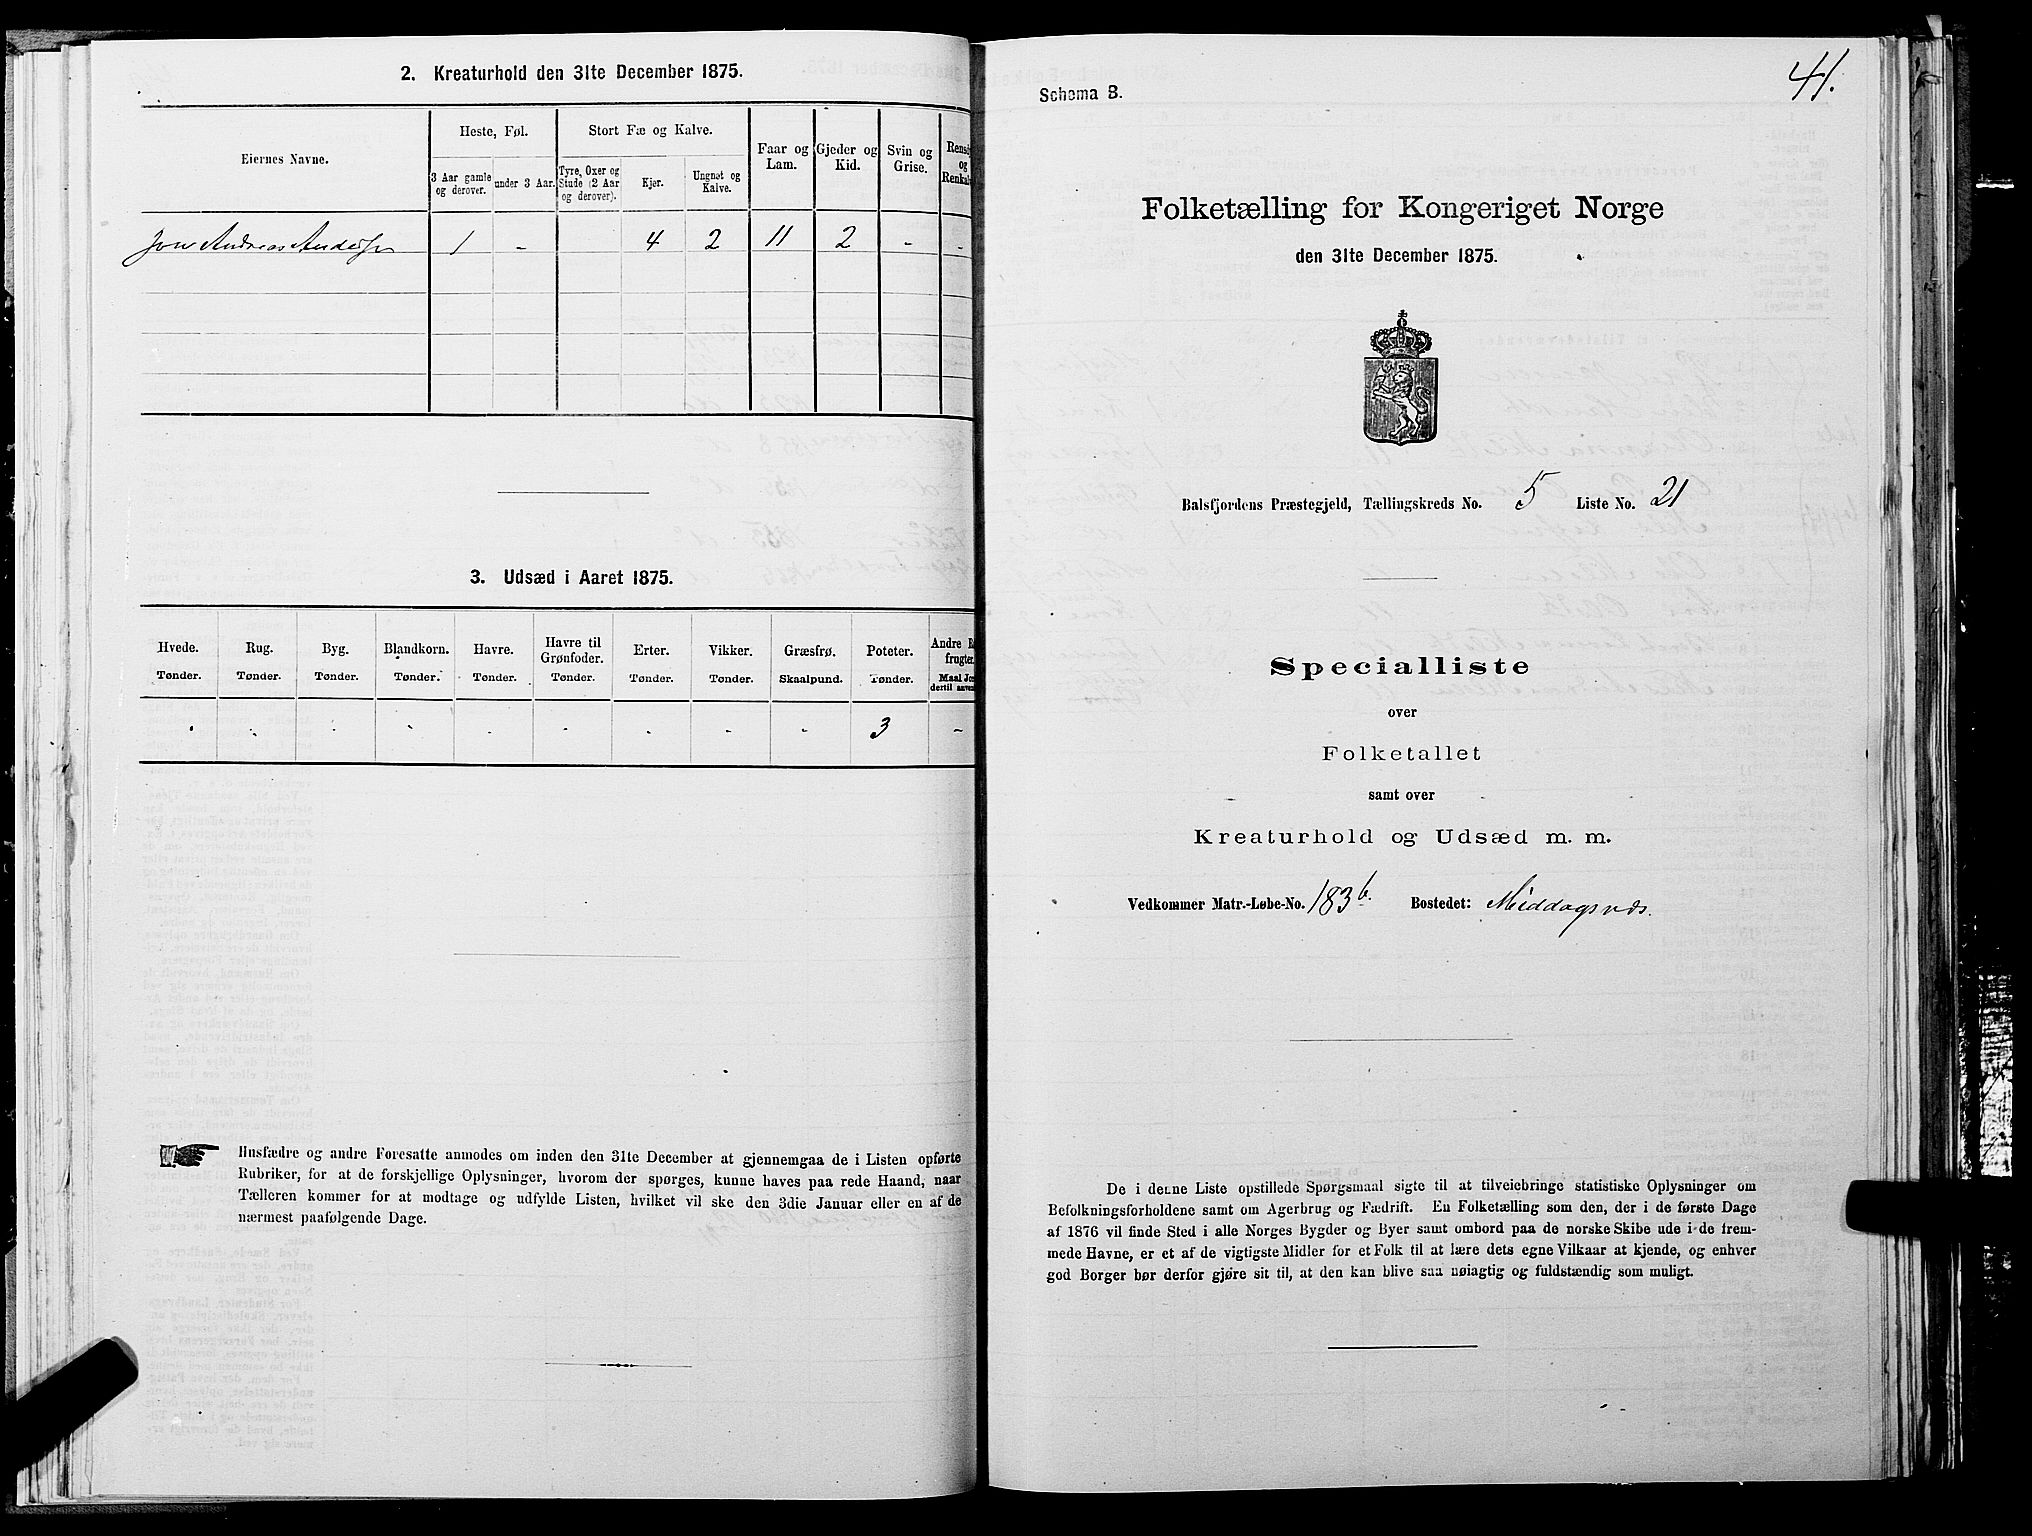 2. Kreaturhold den 31te December 1875.
Eiernes Navne.
Heste, Føl.
Stort Fæ og Kalve.
Faar og Lam.
Gjeder og Kid.
Svin og Grise.
Rensdy
og
Renkal
3 Aar gamle og derover.
under 3 Aar.
Tyre, Oxer og Stude (2 Aar og derover).
Kjør.
Ungnøt og Kalve.
Jon Andreas Andersen 1 - 4 2 11 2 - -
3. Udsæd i Aaret 1875.
Hvede. Rug. Byg. Blandkorn. Havre. Havre til Grønfoder. Erter. Vikker. Græsfrø. Poteter. Andre R frugter
Tønder. Tønder. Tønder. Tønder. Tønder. Tønder. Tønder. Tønder. Skaalpund. Tønder. Maal Jor dertil anven
- - - - - - - - - 3 -
Husfædre og andre Foresatte anmodes om inden den 31te December at gjennemgaa de i Listen opførte
Rubriker, for at de forskjellige Oplysninger, hvorom der spørges, kunne haves paa rede Haand, naar
Tælleren kommer for at modtage og udfylde Listen, hvilket vil ske den 3die Januar eller en af de
nærmest paafølgende Dage.
41.
Schema B.
Folketælling for Kongeriget Norge
den 31te December 1875.
Balsfjordens Præstegjeld, Tællingskreds No. 5 Liste No. 21
Specialliste
over
Folketallet
samt over
Kreaturhold og Udsæd m. m.
Vedkommer Matr.-Løbe-No. 183b. Bostedet: Middagsnæs.
De i denne Liste opstillede Spørgsmaal sigte til at tilveiebringe statistiske Oplysninger om
Befolkningsforholdene samt om Agerbrug og Fædrift. En Folketælling som den, der i de første Dage
af 1876 vil finde Sted i alle Norges Bygder og Byer samt ombord paa de norske Skibe ude i de frem-
mede Havne, er et af de vigtigste Midler for et Folk til at lære dets egne Vilkaar at kjende, og enhver
god Borger bør derfor gjøre sit til, at den kan blive saa nøiagtig og fuldstændig som muligt.